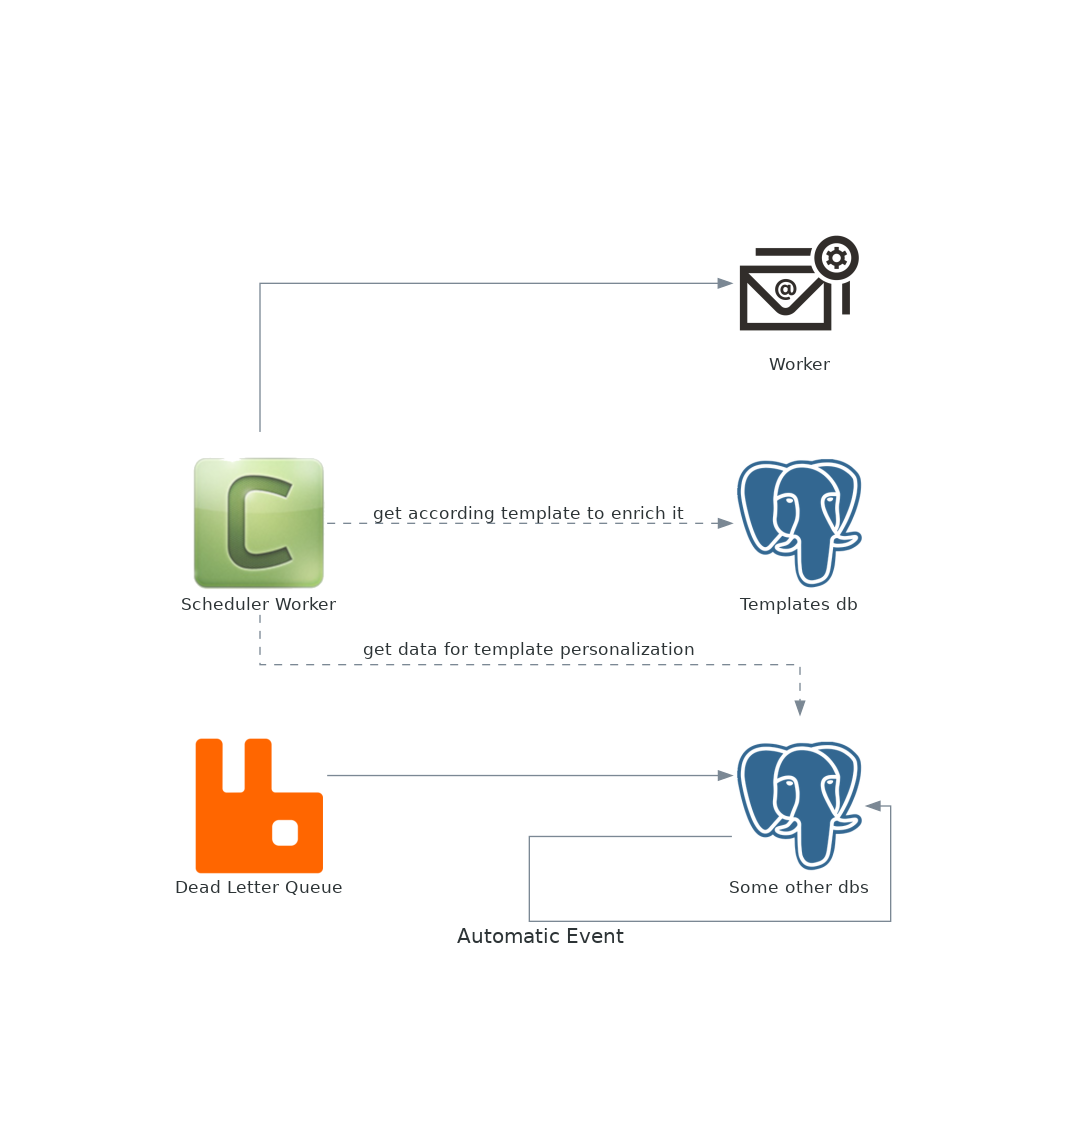 @
Worker
get according template to enrich it
C
Scheduler Worker
Templates db
get data for template personalization
Dead Letter Queue
Some other dbs
Automatic Event